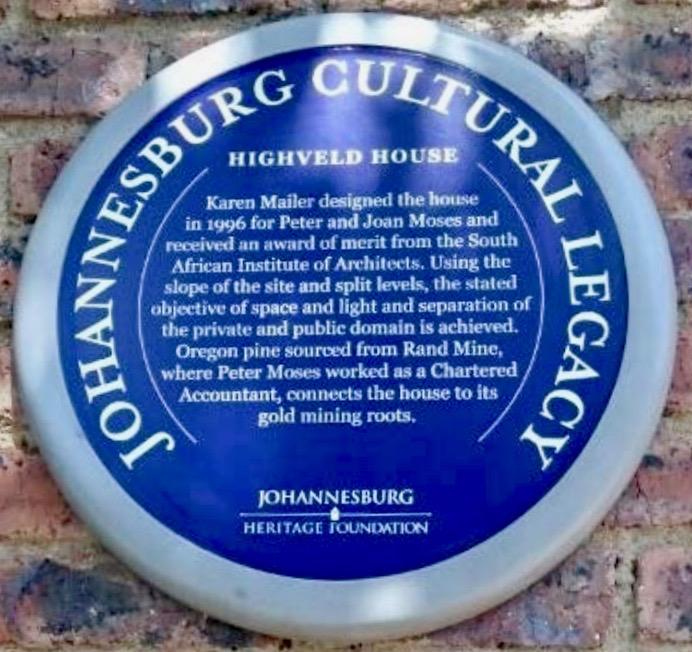 JOHANNESBURG CULTURAL LEGACY
HIGHVELD HOUSE
Karen Mailer designed the house
in 1996 for Peter and Joan Moses and
received an award of merit from the South
African Institute of Architects. Using the
slope of the site and split levels, the stated
objective of space and light and separation of
the private and public domain is achieved.
Oregon pine sourced from Rand Mine,
where Peter Moses worked as a Chartered
Accountant, connects the house to its
gold mining roots.
JOHANNESBURG
HERITAGE FOUNDATION